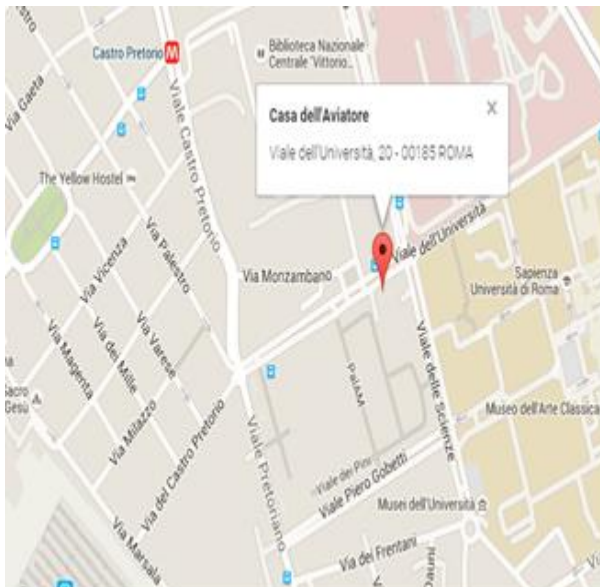 Castro Pretorio M
Biblioteca Nazionale
Centrale "Vittorio...
Via Gaeta
Viale Castro Pretorio
Casa dell'Aviatore
X
Viale dell'Università, 20 - 00185 ROMA
The Yellow Hostel
Via Vicenza
Via Palestro
Via Monzambano
Viale dell'Università
Sapienza
Università di Roma
Via Magenta
Via dei Mille
Via Varese
Viale delle Scienze
PalAM
Gesù
Via Milazzo
Via del Castro Pretorio
Museo dell'Arte Classica
Viale Pretoriano
Viale dei Pini
Viale Piero Gobetti
Musei dell'Università
Via Marsala
Via dei Frentani